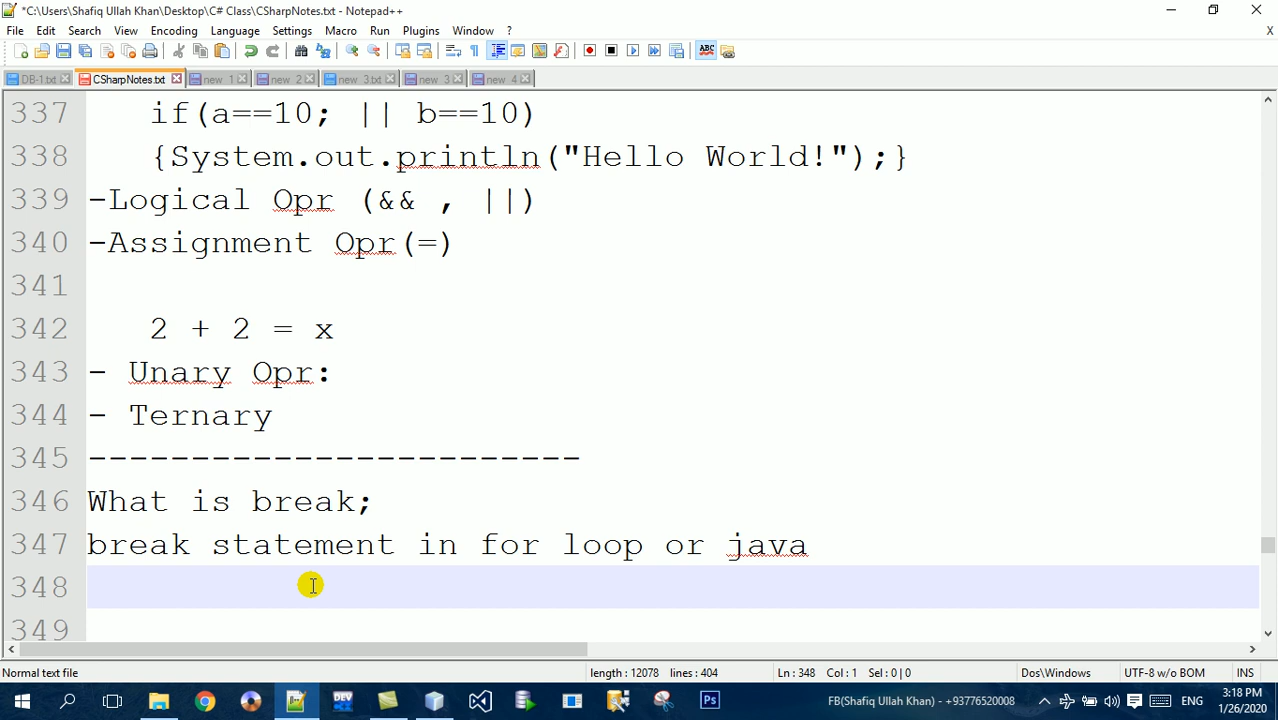 *C:\Users\Shafiq Ullah Khan\Desktop\C# Class\CSharpNotes.txt - Notepad++
File Edit Search View Encoding Language Settings Macro Run Plugins Window ? X
DB-1.txt CSharpNotes.txt new 1 new 2 new 3.txt new 3 new 4
337 if(a==10; || b==10)
338 {System.out.println("Hello World!");}
339 -Logical Opr (&& , ||)
340 -Assignment Opr(=)
341
342 2 + 2 = x
343 - Unary Opr:
344 - Ternary
345 ------------------------
346 What is break;
347 break statement in for loop or java
348
349
Normal text file length : 12078 lines : 404 Ln : 348 Col : 1 Sel : 0 | 0 Dos\Windows UTF-8 w/o BOM INS
DEV Ps FB(Shafiq Ullah Khan) - +93776520008 ENG 3:18 PM
1/26/2020